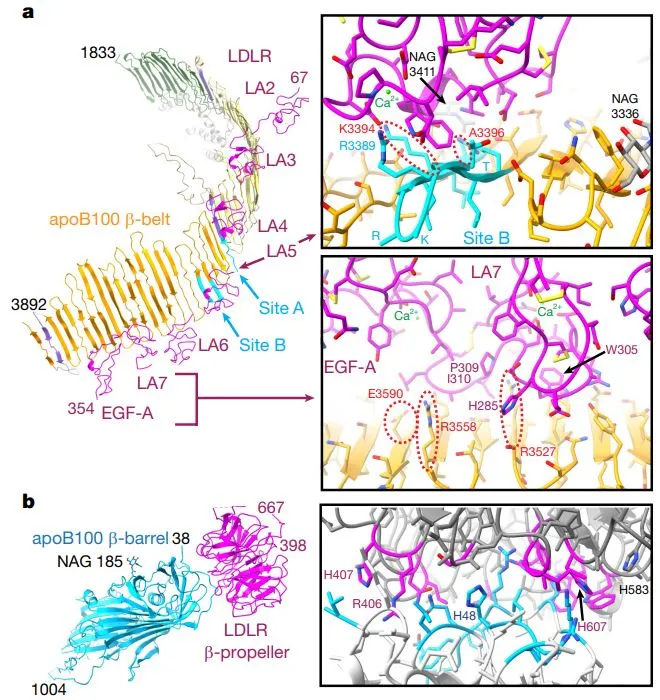 a
1833
LDLR
LA2
67
LA3
apoB100 β-belt
LA4
LA5
3892
Site A
Site B
LA6
LA7
354
EGF-A
NAG
3411
Ca2+
K3394
R3389
A3396
NAG
3336
T
R
K
Site B
LA7
Ca2+
Ca2+
EGF-A
P309
I310
W305
E3590
H285
R3558
R3527
b
apoB100 β-barrel
38
NAG 185
667
398
LDLR
β-propeller
1004
H407
R406
H48
H583
H607